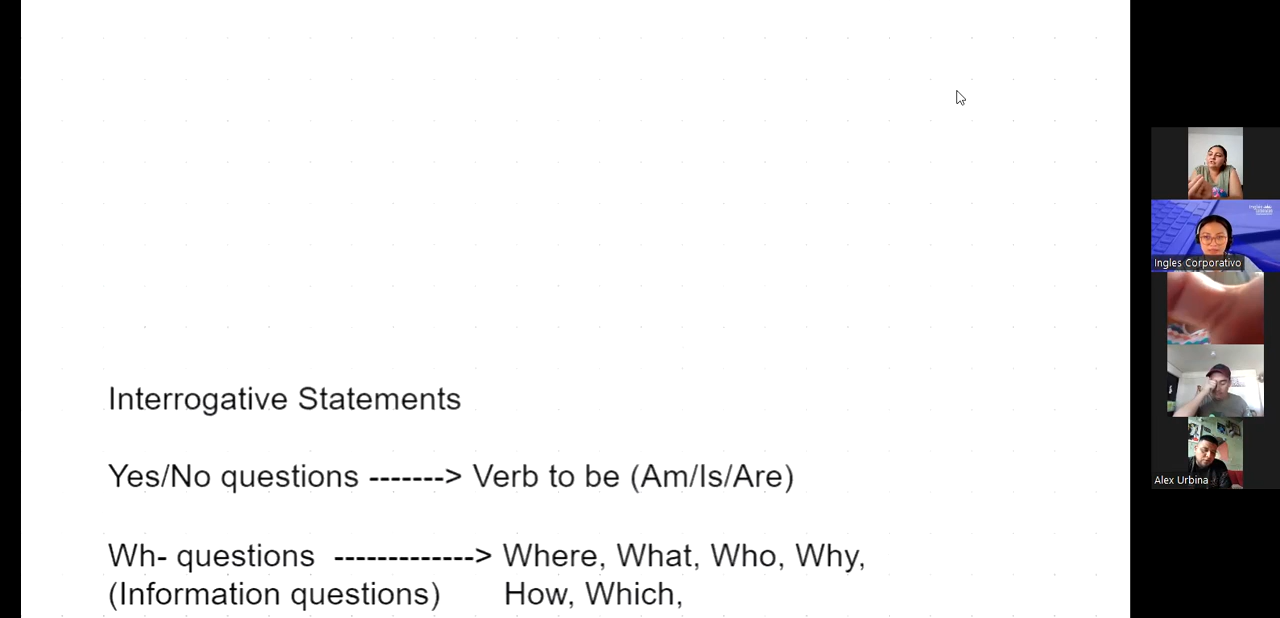 Interrogative Statements
Yes/No questions -------> Verb to be (Am/Is/Are)
Wh- questions -------------> Where, What, Who, Why,
(Information questions) How, Which,
Ingles Corporativo
Alex Urbina